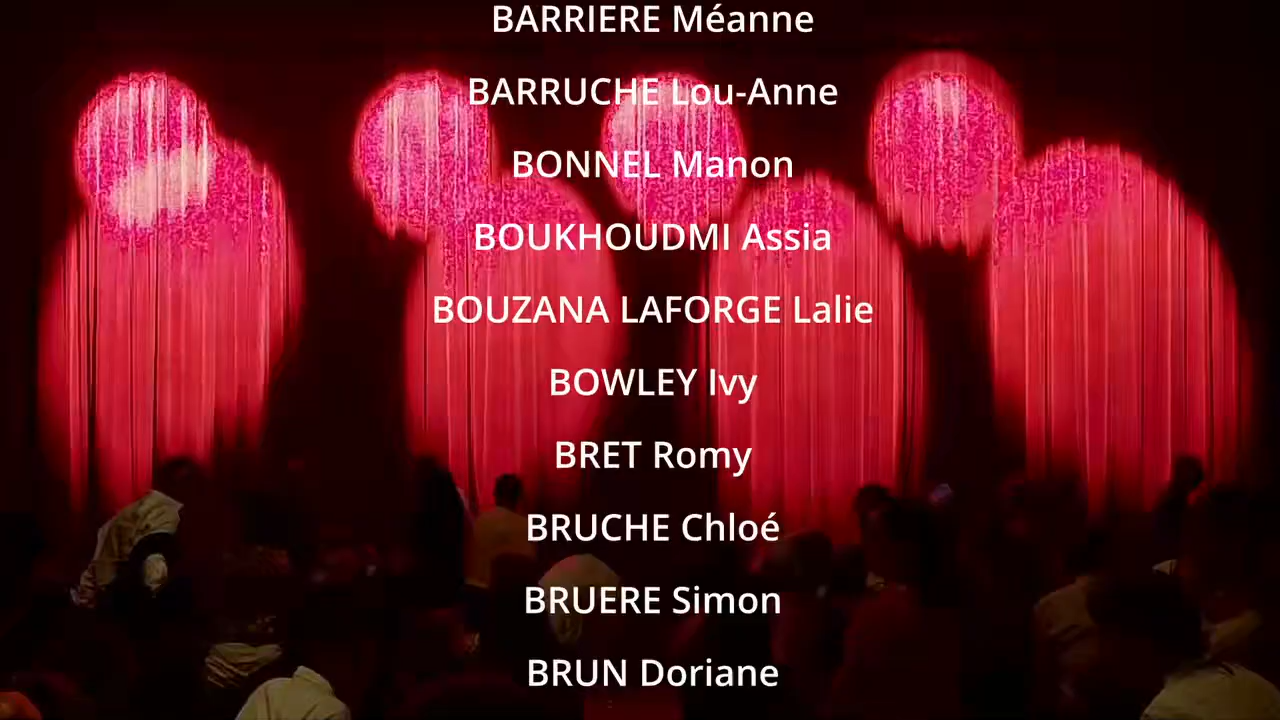 BARRIERE Méanne
BARRUCHE Lou-Anne
BONNEL Manon
BOUKHOUDMI Assia
BOUZANA LAFORGE Lalie
BOWLEY Ivy
BRET Romy
BRUCHE Chloé
BRUERE Simon
BRUN Doriane